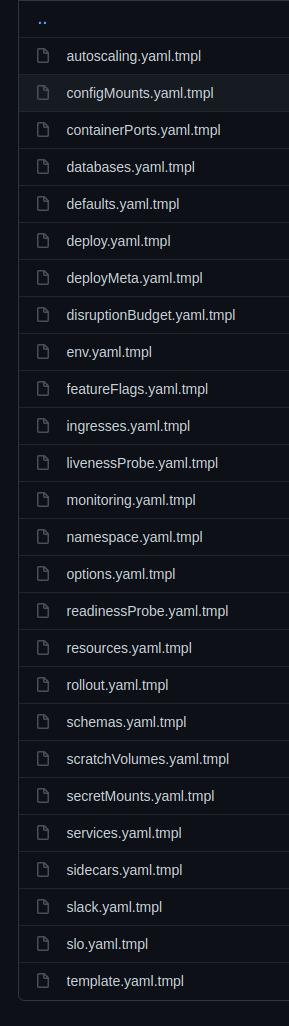 ..
autoscaling.yaml.tmpl
configMounts.yaml.tmpl
containerPorts.yaml.tmpl
databases.yaml.tmpl
defaults.yaml.tmpl
deploy.yaml.tmpl
deployMeta.yaml.tmpl
disruptionBudget.yaml.tmpl
env.yaml.tmpl
featureFlags.yaml.tmpl
ingresses.yaml.tmpl
livenessProbe.yaml.tmpl
monitoring.yaml.tmpl
namespace.yaml.tmpl
options.yaml.tmpl
readinessProbe.yaml.tmpl
resources.yaml.tmpl
rollout.yaml.tmpl
schemas.yaml.tmpl
scratchVolumes.yaml.tmpl
secretMounts.yaml.tmpl
services.yaml.tmpl
sidecars.yaml.tmpl
slack.yaml.tmpl
slo.yaml.tmpl
template.yaml.tmpl